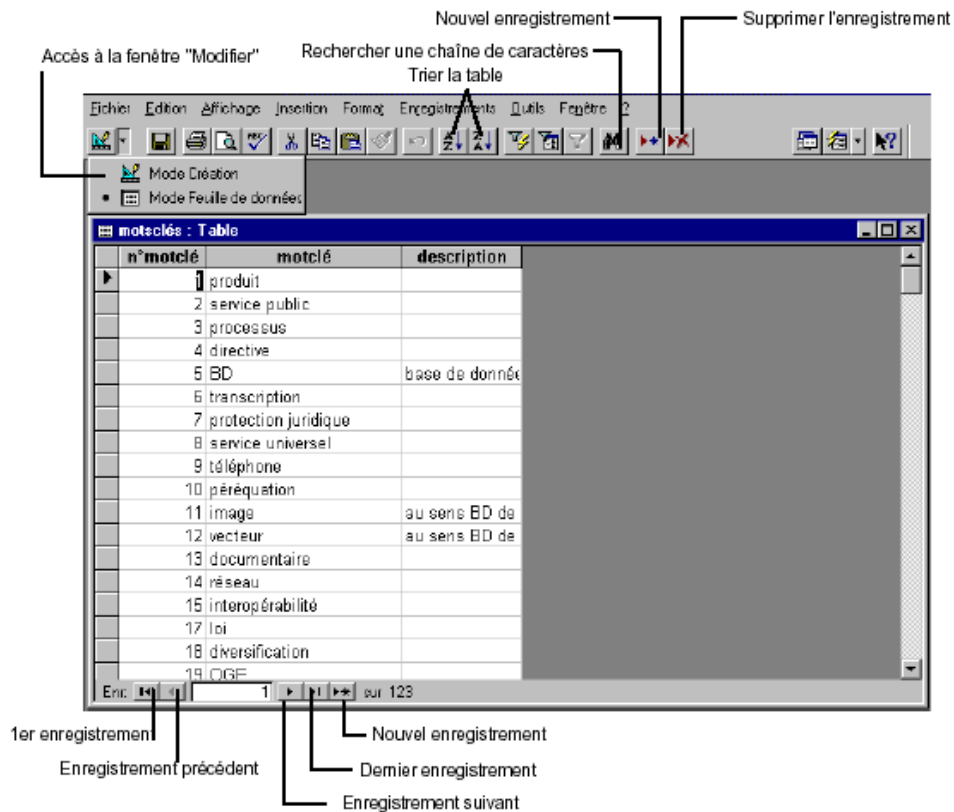 Nouvel enregistrement
Supprimer l'enregistrement
Rechercher une chaîne de caractères
Accès à la fenêtre "Modifier"
Trier la table
Fichier Edition Affichage Insertion Format Enregistrements Outils Fenêtre ?
Mode Création
Mode Feuille de données
motsclés : Table
n°motclé motclé description
1 produit
2 service public
3 processus
4 directive
5 BD base de donnée
6 transcription
7 protection juridique
8 service universel
9 téléphone
10 péréquation
11 image au sens BD de
12 vecteur au sens BD de
13 documentaire
14 réseau
15 interopérabilité
17 loi
18 diversification
19 OGE
Enr: 1 sur 123
1er enregistrement
Nouvel enregistrement
Enregistrement précédent
Dernier enregistrement
Enregistrement suivant